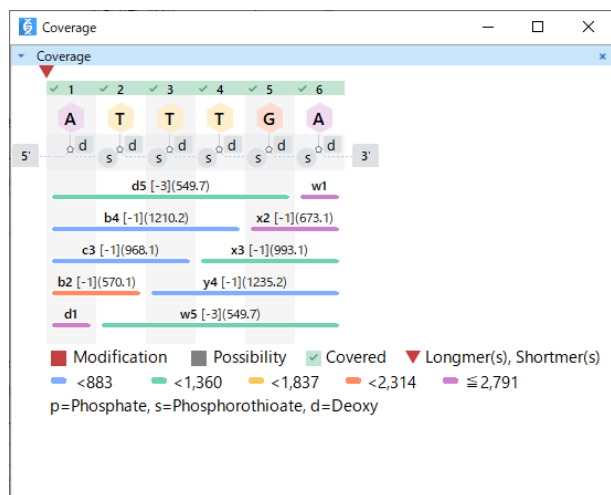 Coverage
Coverage
1 2 3 4 5 6
A T T T G A
d d d d d d
5' s s s s s 3'
d5 [-3](549.7) w1
b4 [-1](1210.2) x2 [-1](673.1)
c3 [-1](968.1) x3 [-1](993.1)
b2 [-1](570.1) y4 [-1](1235.2)
d1 w5 [-3](549.7)
Modification Possibility Covered Longmer(s), Shortmer(s)
<883 <1,360 <1,837 <2,314 ≦2,791
p=Phosphate, s=Phosphorothioate, d=Deoxy